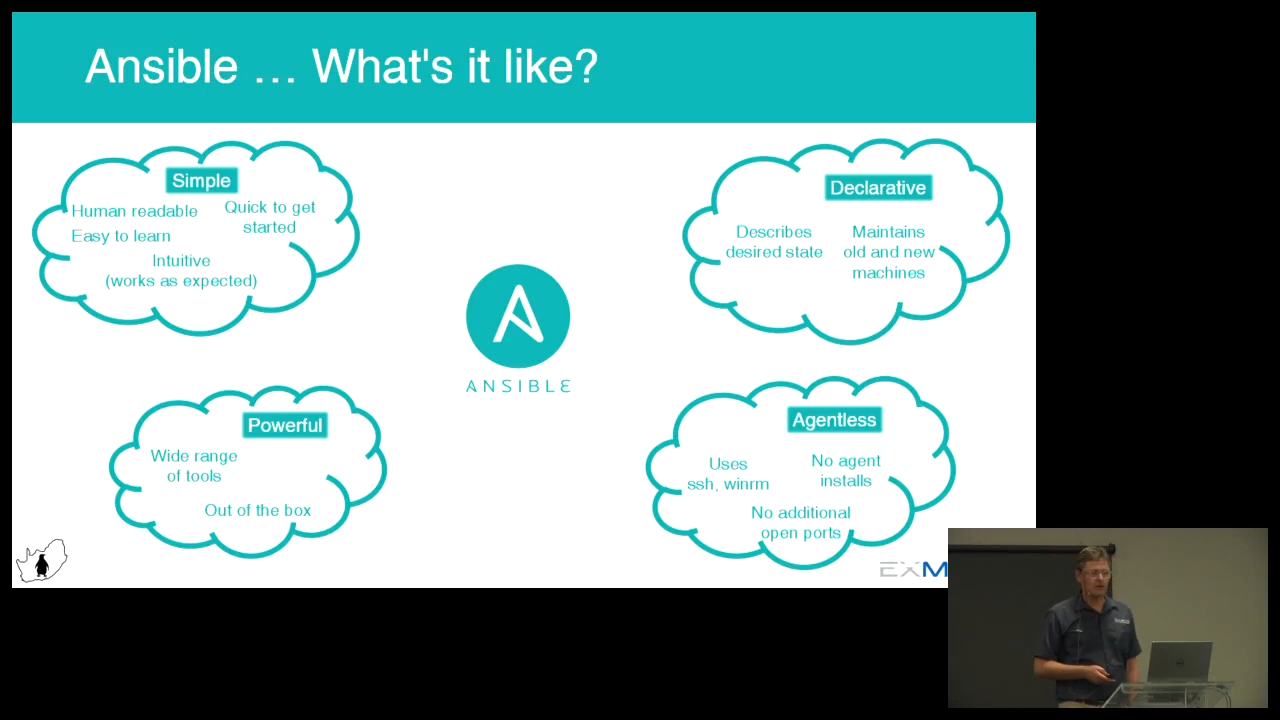 Ansible … What's it like?
Simple
Human readable
Quick to get
started
Easy to learn
Intuitive
(works as expected)
Declarative
Describes
desired state
Maintains
old and new
machines
ANSIBLE
Powerful
Wide range
of tools
Out of the box
Agentless
Uses
ssh, winrm
No agent
installs
No additional
open ports
EXM